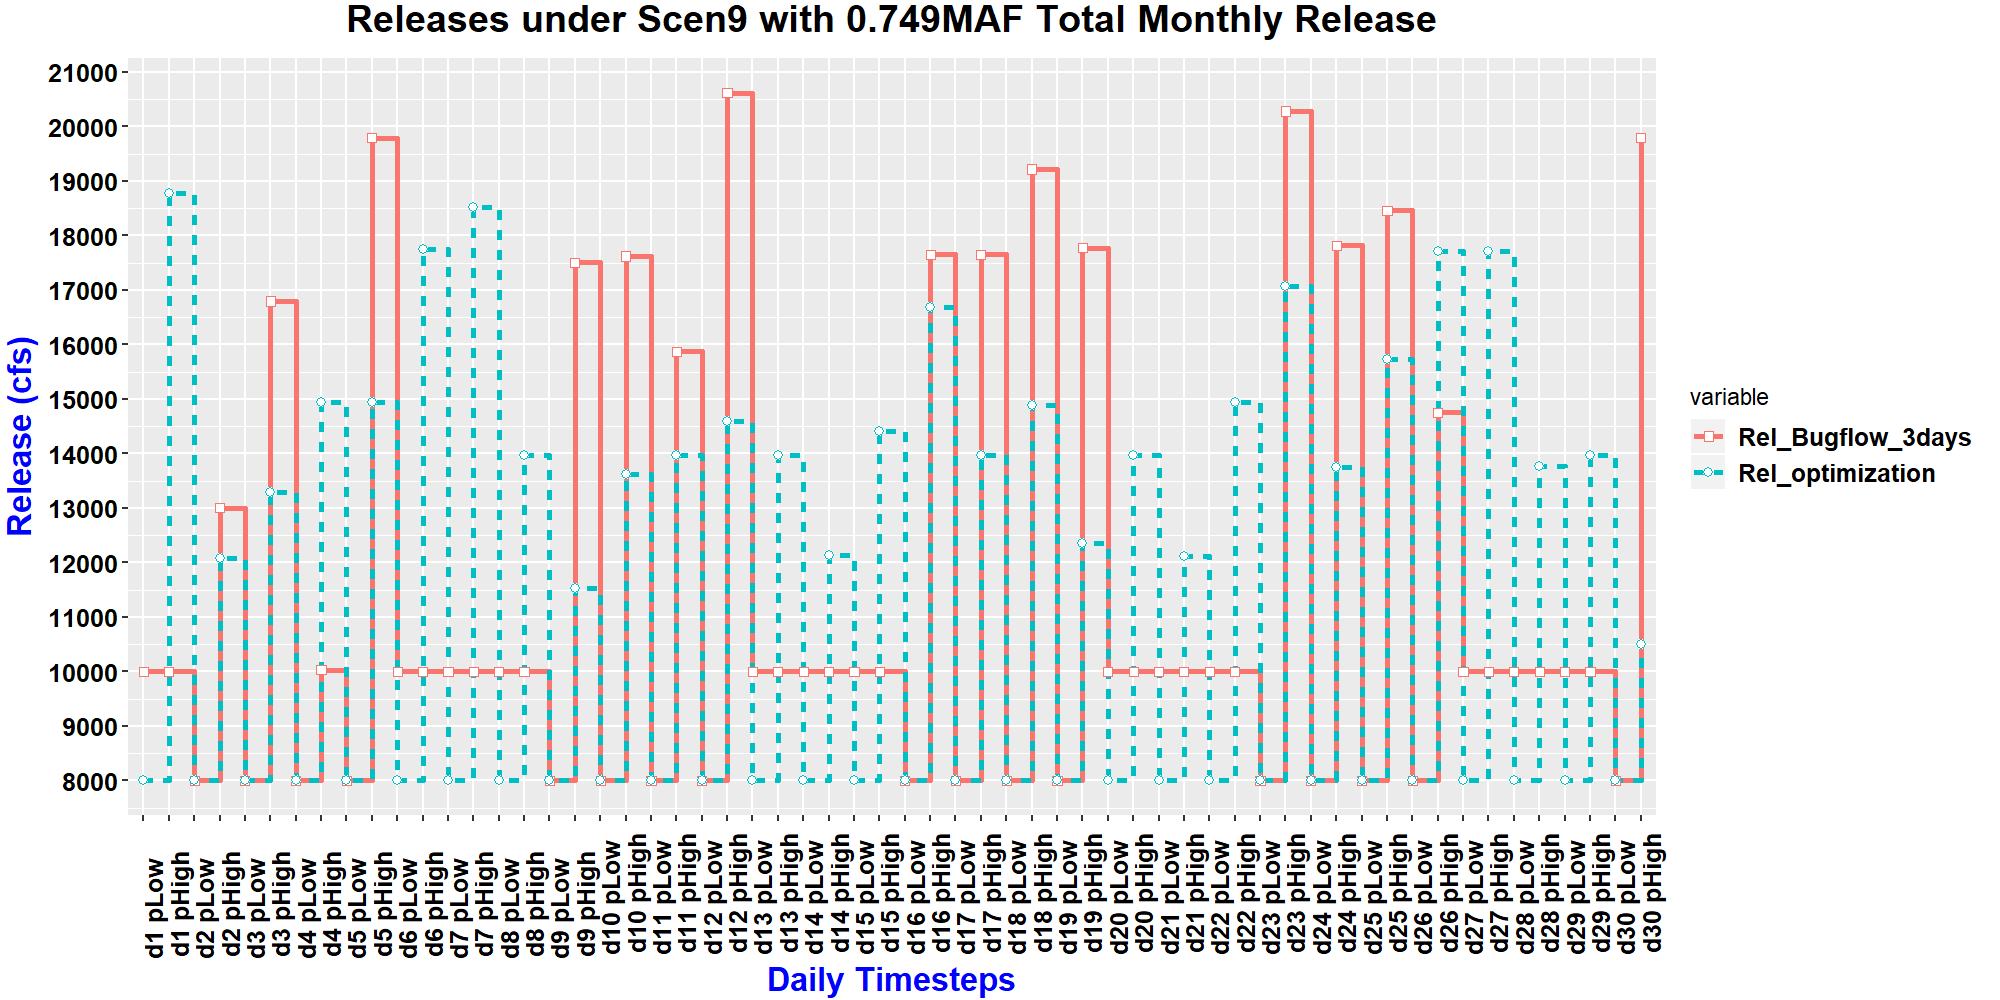 Releases under Scen9 with 0.749MAF Total Monthly Release
Release (cfs)
21000
20000
19000
18000
17000
16000
15000
14000
13000
12000
11000
10000
9000
8000
d1 pLow
d1 pHigh
d2 pLow
d2 pHigh
d3 pLow
d3 pHigh
d4 pLow
d4 pHigh
d5 pLow
d5 pHigh
d6 pLow
d6 pHigh
d7 pLow
d7 pHigh
d8 pLow
d8 pHigh
d9 pLow
d9 pHigh
d10 pLow
d10 pHigh
d11 pLow
d11 pHigh
d12 pLow
d12 pHigh
d13 pLow
d13 pHigh
d14 pLow
d14 pHigh
d15 pLow
d15 pHigh
d16 pLow
d16 pHigh
d17 pLow
d17 pHigh
d18 pLow
d18 pHigh
d19 pLow
d19 pHigh
d20 pLow
d20 pHigh
d21 pLow
d21 pHigh
d22 pLow
d22 pHigh
d23 pLow
d23 pHigh
d24 pLow
d24 pHigh
d25 pLow
d25 pHigh
d26 pLow
d26 pHigh
d27 pLow
d27 pHigh
d28 pLow
d28 pHigh
d29 pLow
d29 pHigh
d30 pLow
d30 pHigh
Daily Timesteps
variable
Rel_Bugflow_3days
Rel_optimization